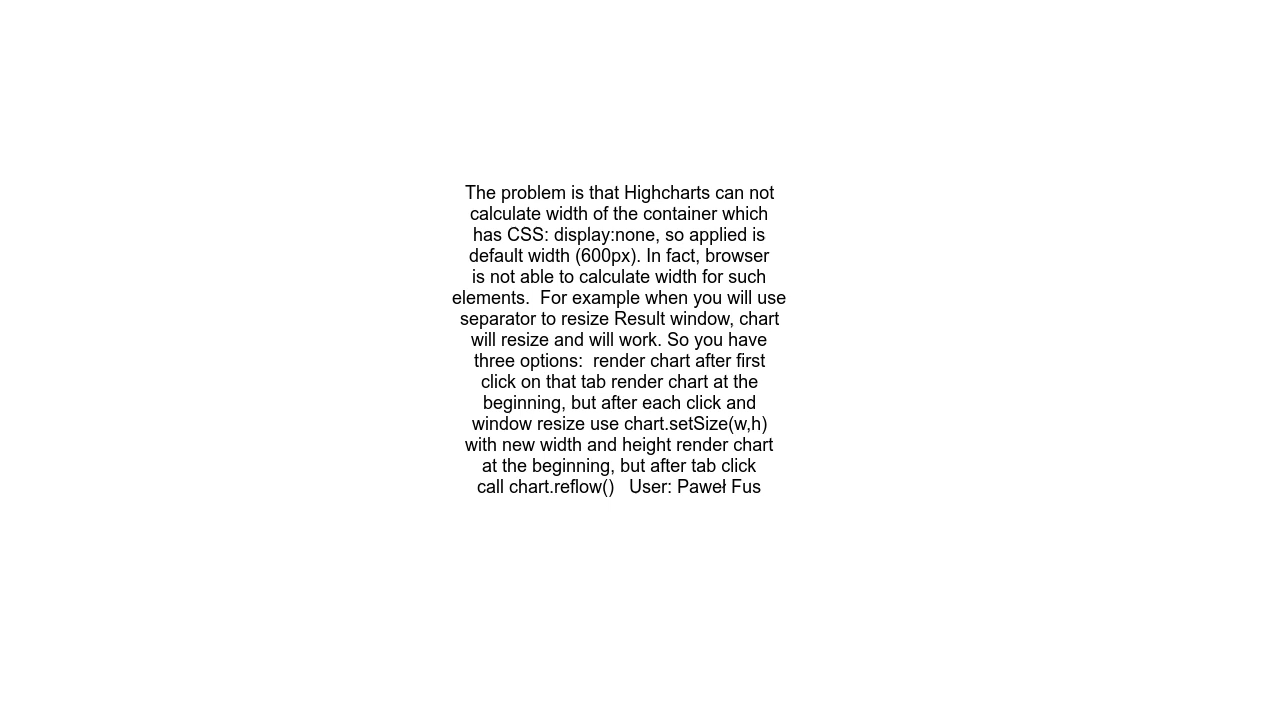 The problem is that Highcharts can not
calculate width of the container which
has CSS: display:none, so applied is
default width (600px). In fact, browser
is not able to calculate width for such
elements.  For example when you will use
separator to resize Result window, chart
will resize and will work. So you have
three options:  render chart after first
click on that tab render chart at the
beginning, but after each click and
window resize use chart.setSize(w,h)
with new width and height render chart
at the beginning, but after tab click
call chart.reflow()   User: Paweł Fus